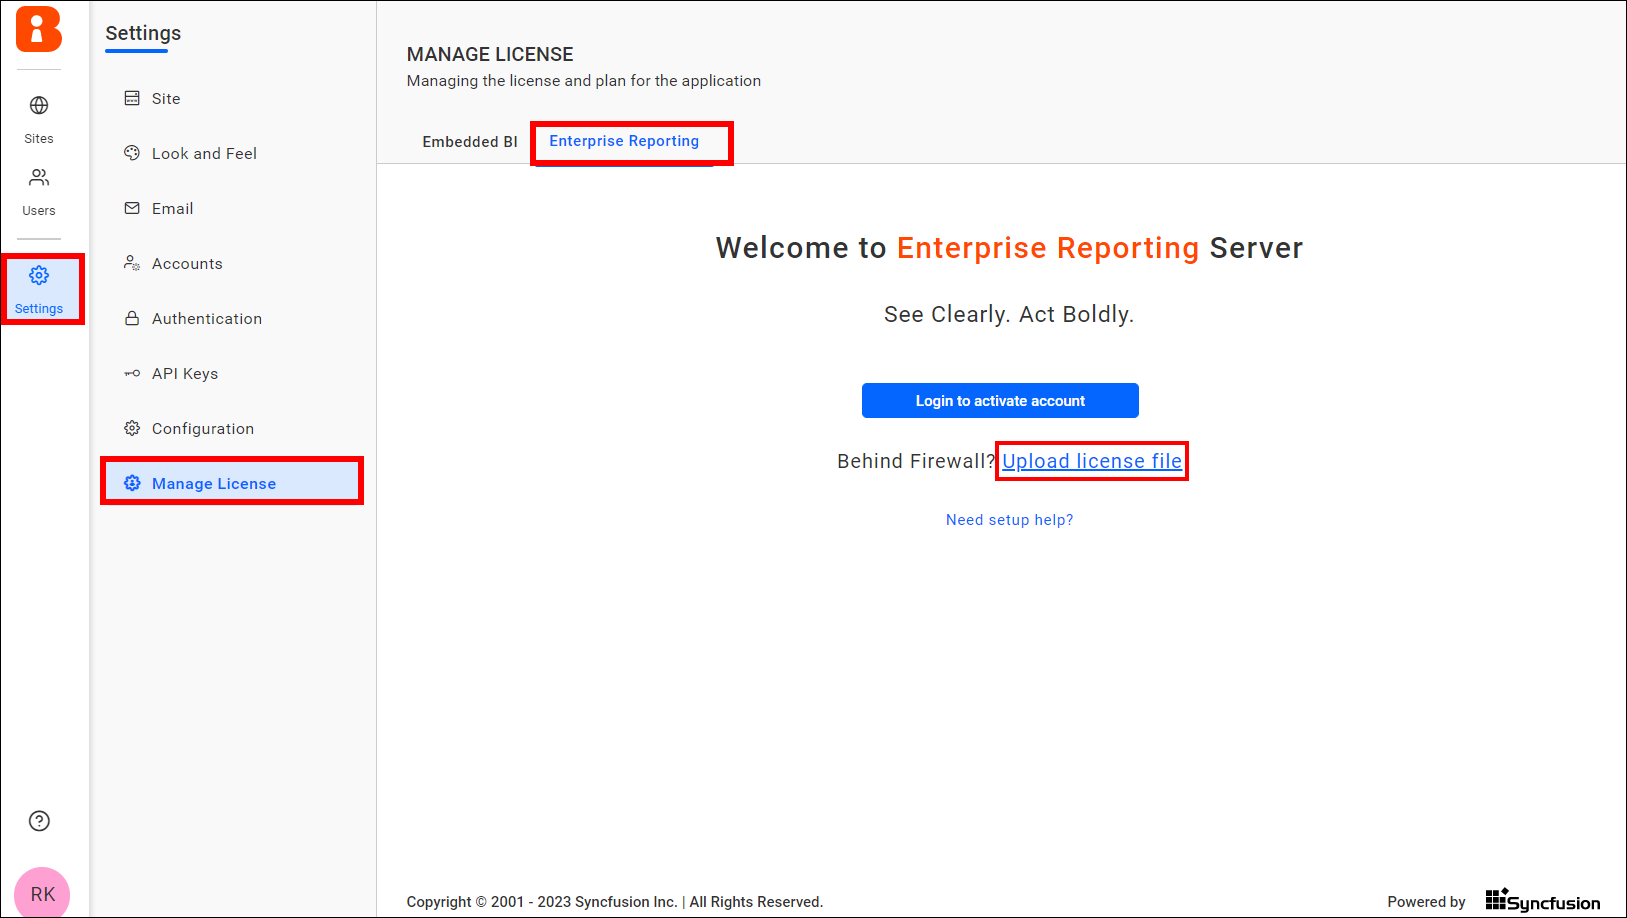 Sites
Users
Settings
RK
Settings
Site
Look and Feel
Email
Accounts
Authentication
API Keys
Configuration
Manage License
MANAGE LICENSE
Managing the license and plan for the application
Embedded BI
Enterprise Reporting
Welcome to Enterprise Reporting Server
See Clearly. Act Boldly.
Login to activate account
Behind Firewall? Upload license file
Need setup help?
Copyright © 2001 - 2023 Syncfusion Inc. | All Rights Reserved.
Powered by Syncfusion